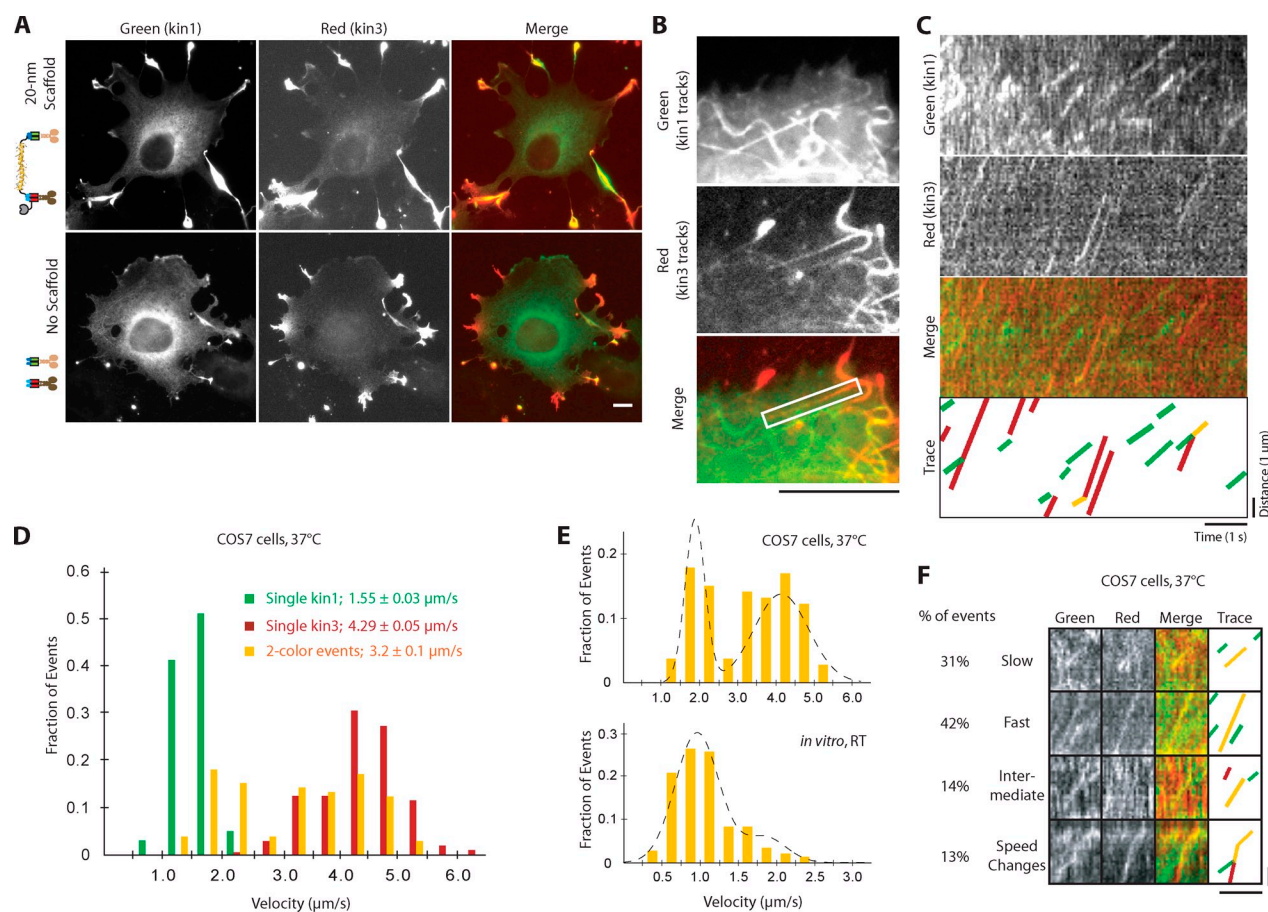 A
Green (kin1)
Red (kin3)
Merge
20-nm
Scaffold
No Scaffold
B
Green
(kin1 tracks)
Red
(kin3 tracks)
Merge
C
Green (kin1)
Red (kin3)
Merge
Trace
Distance (1 µm)
Time (1 s)
D
COS7 cells, 37°C
Fraction of Events
0.6
0.5
0.4
0.3
0.2
0.1
0
Single kin1; 1.55 ± 0.03 µm/s
Single kin3; 4.29 ± 0.05 µm/s
2-color events; 3.2 ± 0.1 µm/s
1.0 2.0 3.0 4.0 5.0 6.0
Velocity (µm/s)
E
COS7 cells, 37°C
Fraction of Events
0.2
0.1
0
1.0 2.0 3.0 4.0 5.0 6.0
in vitro, RT
Fraction of Events
0.3
0.2
0.1
0
0.5 1.0 1.5 2.0 2.5 3.0
Velocity (µm/s)
F
COS7 cells, 37°C
% of events
Green Red Merge Trace
31% Slow
42% Fast
14% Inter-
mediate
13% Speed
Changes